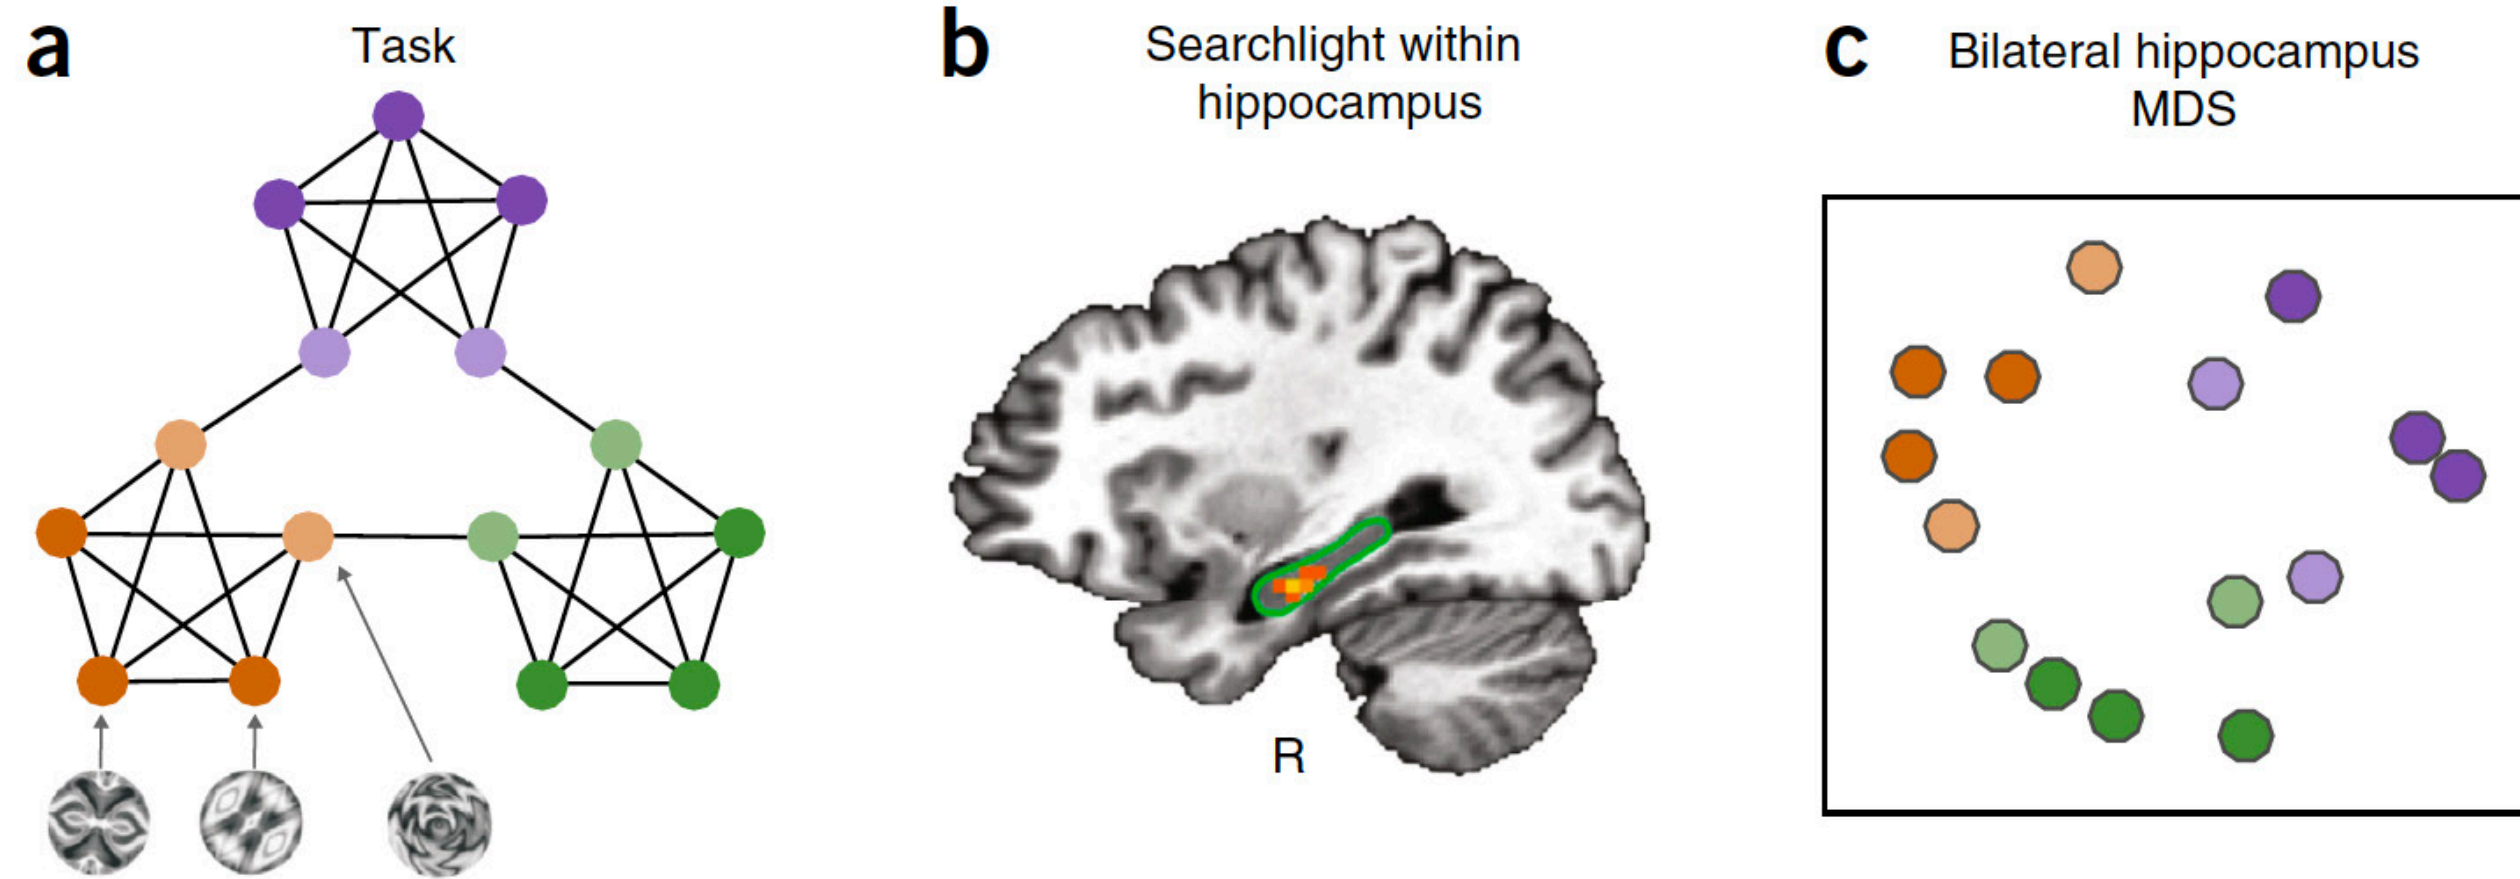 a
Task
b
Searchlight within
hippocampus
R
c
Bilateral hippocampus
MDS